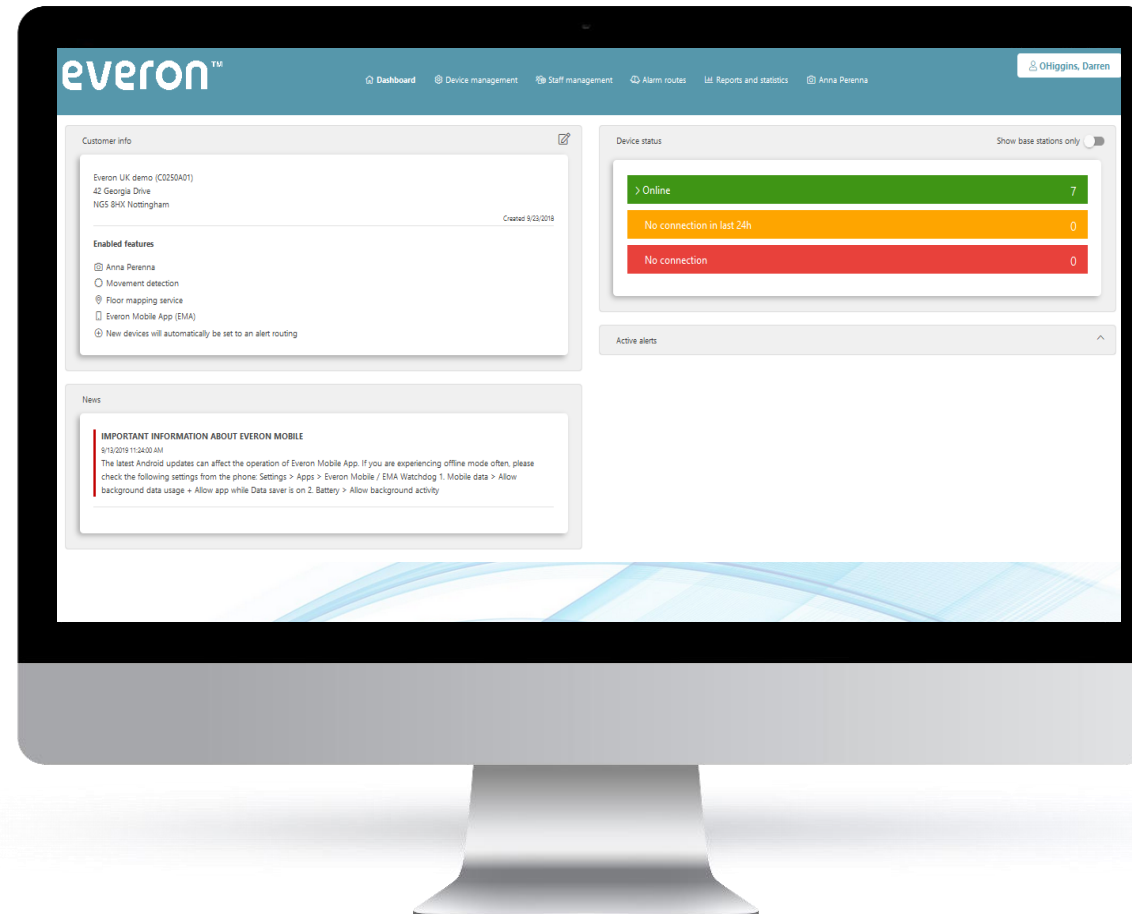 everon™
Dashboard Device management Staff management Alarm routes Reports and statistics Anna Perenna
OHiggins, Darren
Customer info
Everon UK demo (C0250A01)
42 Georgia Drive
NG5 8HX Nottingham
Created 9/23/2018
Enabled features
Anna Perenna
Movement detection
Floor mapping service
Everon Mobile App (EMA)
New devices will automatically be set to an alert routing
News
IMPORTANT INFORMATION ABOUT EVERON MOBILE
9/13/2019 11:24:00 AM
The latest Android updates can affect the operation of Everon Mobile App. If you are experiencing offline mode often, please
check the following settings from the phone: Settings > Apps > Everon Mobile / EMA Watchdog 1. Mobile data > Allow
background data usage + Allow app while Data saver is on 2. Battery > Allow background activity
Device status
Show base stations only
> Online 7
No connection in last 24h 0
No connection 0
Active alerts